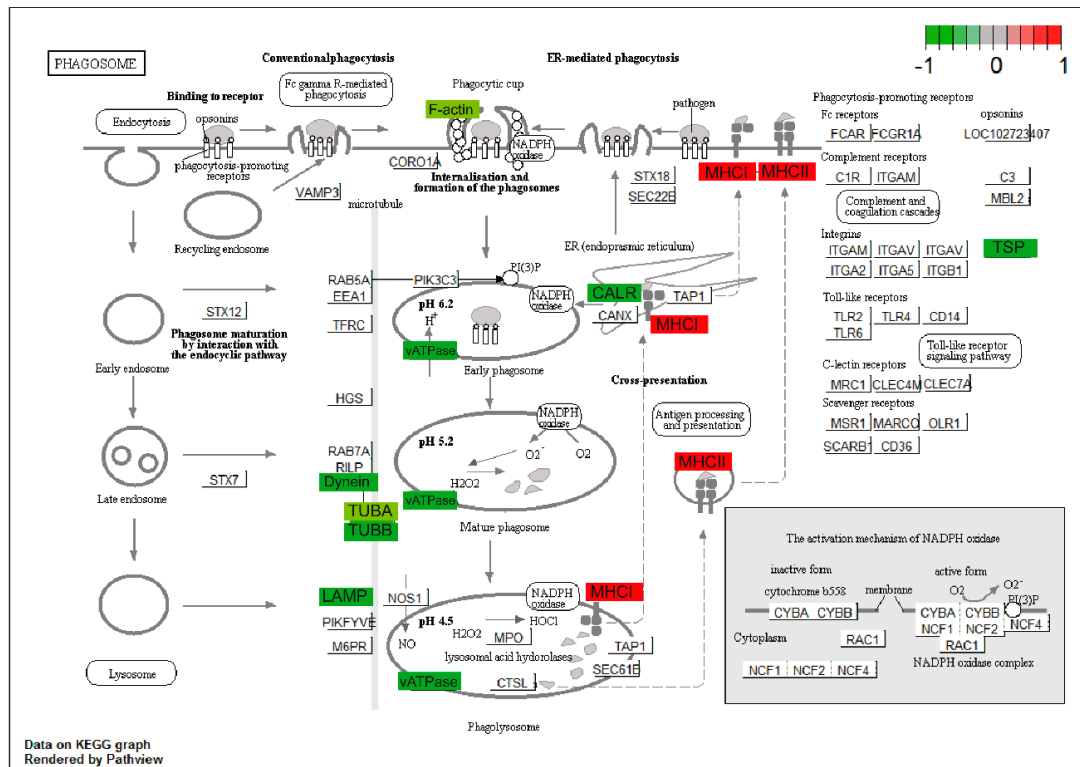 PHAGOSOME
Conventionalphagocytosis
ER-mediated phagocytosis
-1 0 1
Fc gamma R-mediated
phagocytosis
Phagocytic cup
Binding to receptor
opsonins
Endocytosis
F-actin
pathogen
NADPH
oxidase
phagocytosis-promoting
receptors
CORO1A
Internalisation and
formation of the phagosomes
VAMP3
microtubule
STX18
SEC22B
MHCI
MHCII
Recycling endosome
ER (endoprasmic reticulum)
Phagocytosis-promoting receptors
Fc receptors
opsonins
FCAR FCGR1A
LOC102723407
Complement receptors
C1R ITGAM
C3
MBL2
Complement and
coagulation cascades
Integrins
ITGAM ITGAV ITGAV
ITGA2 ITGA5 ITGB1
TSP
Toll-like receptors
TLR2 TLR4 CD14
TLR6
Toll-like receptor
signaling pathway
C-lectin receptors
MRC1 CLEC4M CLEC7A
Scavenger receptors
MSR1 MARCO OLR1
SCARB1 CD36
RAB5A
EEA1
PIK3C3
PI(3)P
STX12
TFRC
pH 6.2
H+
NADPH
oxidase
CALR
CANX
TAP1
MHCI
vATPase
Phagosome maturation
by interaction with
the endocyclic pathway
Early endosome
Early phagosome
Cross-presentation
HGS
NADPH
oxidase
Antigen processing
and presentation
RAB7A
RILP
pH 5.2
O2-
O2
H2O2
MHCII
STX7
Dynein
vATPase
Late endosome
TUBA
TUBB
Mature phagosome
LAMP
NOS1
NADPH
oxidase
MHCI
PIKFYVE
pH 4.5
HOCl
H2O2
MPO
M6PR
NO
TAP1
lysosomal acid hydorolases
SEC61B
vATPase
CTSL
Lysosome
Phagolysosome
The activation mechanism of NADPH oxidase
inactive form
active form
O2-
cytochrome b558
membrane
O2
PI(3)P
CYBA CYBB
CYBA CYBB
NCF1 NCF2
NCF4
Cytoplasm
RAC1
RAC1
NADPH oxidase complex
NCF1 NCF2 NCF4
Data on KEGG graph
Rendered by Pathview